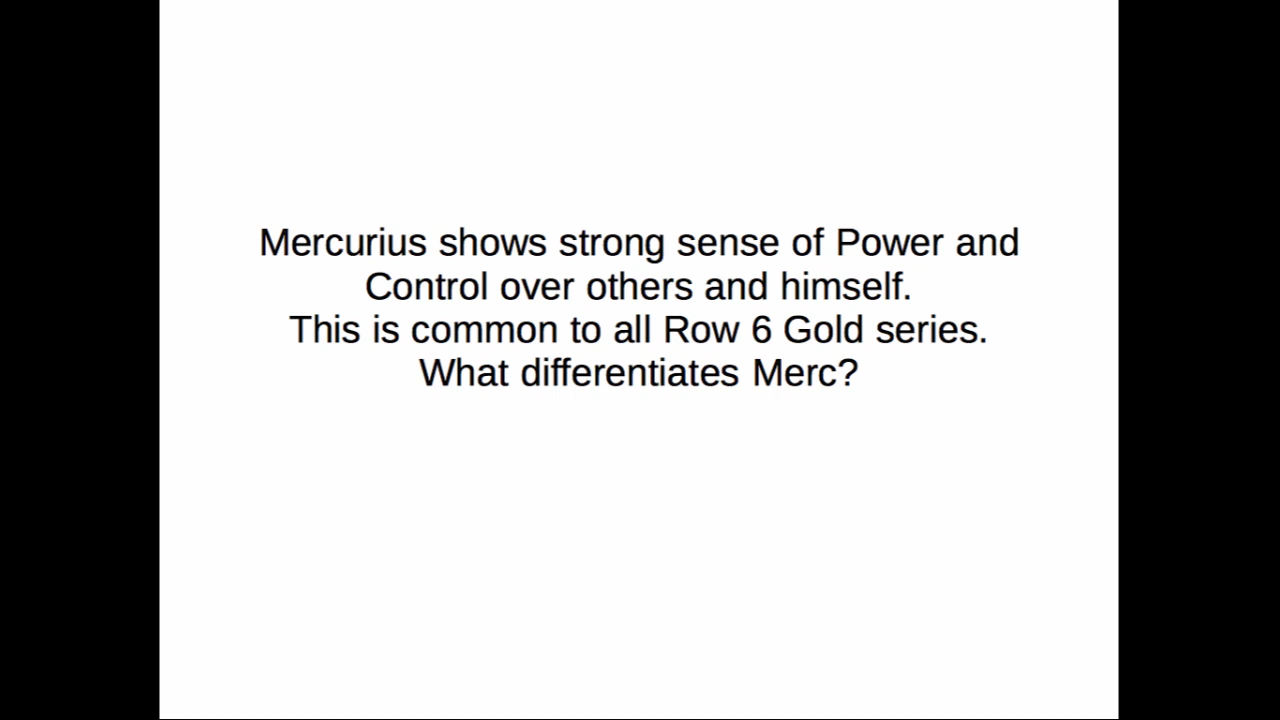 Mercurius shows strong sense of Power and
Control over others and himself.
This is common to all Row 6 Gold series.
What differentiates Merc?